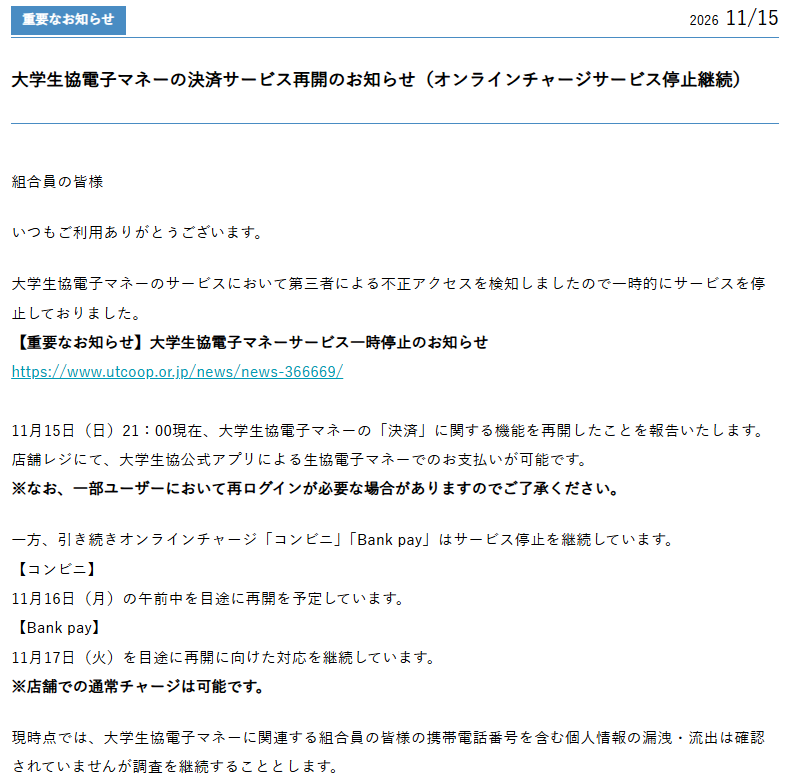 重要なお知らせ
2026 11/15
大学生協電子マネーの決済サービス再開のお知らせ（オンラインチャージサービス停止継続）
組合員の皆様
いつもご利用ありがとうございます。
大学生協電子マネーのサービスにおいて第三者による不正アクセスを検知しましたので一時的にサービスを停
止しておりました。
【重要なお知らせ】大学生協電子マネーサービス一時停止のお知らせ
https://www.utcoop.or.jp/news/news-366669/
11月15日（日）21：00現在、大学生協電子マネーの「決済」に関する機能を再開したことを報告いたします。
店舗レジにて、大学生協公式アプリによる生協電子マネーでのお支払いが可能です。
※なお、一部ユーザーにおいて再ログインが必要な場合がありますのでご了承ください。
一方、引き続きオンラインチャージ「コンビニ」「Bank pay」はサービス停止を継続しています。
【コンビニ】
11月16日（月）の午前中を目途に再開を予定しています。
【Bank pay】
11月17日（火）を目途に再開に向けた対応を継続しています。
※店舗での通常チャージは可能です。
現時点では、大学生協電子マネーに関連する組合員の皆様の携帯電話番号を含む個人情報の漏洩・流出は確認
されていませんが調査を継続することとします。